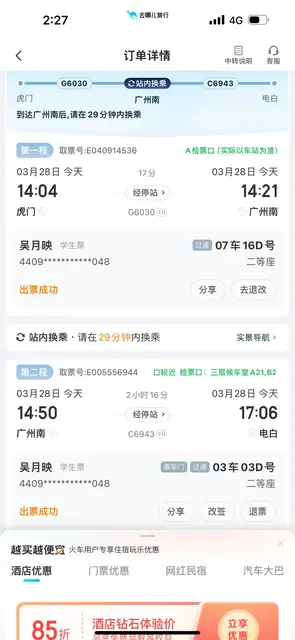 2:27
去哪儿旅行
4G
订单详情
中转说明
客服
G6030
站内换乘
C6943
虎门
广州南
电白
到达广州南后,请在29分钟内换乘
第一程
取票号:E040914536
A检票口(实际以车站为准)
03月28日 今天
17分
03月28日 今天
14:04
经停站
14:21
虎门
G6030
广州南
吴月映
学生票
过道
07车16D号
4409***********048
二等座
出票成功
分享
去退改
站内换乘·请在29分钟内换乘
实景导航
第二程
取票号:E005556944
口较近 检票口:三层候车室A21,B2
03月28日 今天
2小时16分
03月28日 今天
14:50
经停站
17:06
广州南
C6943
电白
吴月映
学生票
靠车门
过道
03车03D号
4409***********048
二等座
出票成功
分享
改签
退票
越买越便宜
火车用户专享住宿玩乐优惠
酒店优惠
门票优惠
网红民宿
汽车大巴
85折
酒店钻石体验价
立享
优惠